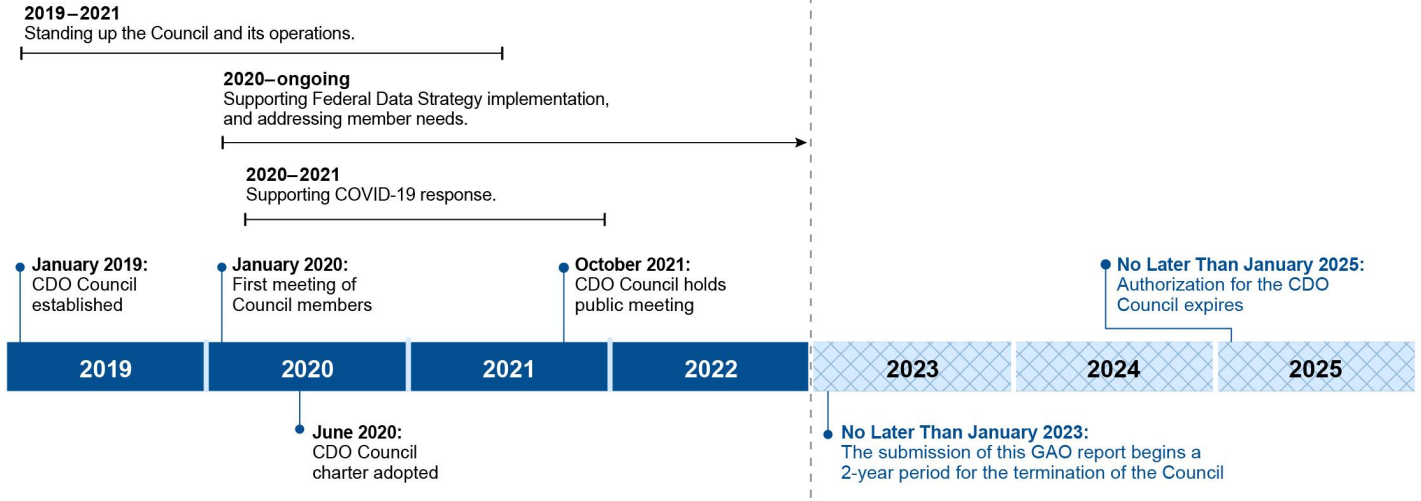 2019–2021
Standing up the Council and its operations.
2020–ongoing
Supporting Federal Data Strategy implementation,
and addressing member needs.
2020–2021
Supporting COVID-19 response.
January 2019:
CDO Council
established
January 2020:
First meeting of
Council members
October 2021:
CDO Council holds
public meeting
No Later Than January 2025:
Authorization for the CDO
Council expires
2019
2020
2021
2022
2023
2024
2025
June 2020:
CDO Council
charter adopted
No Later Than January 2023:
The submission of this GAO report begins a
2-year period for the termination of the Council